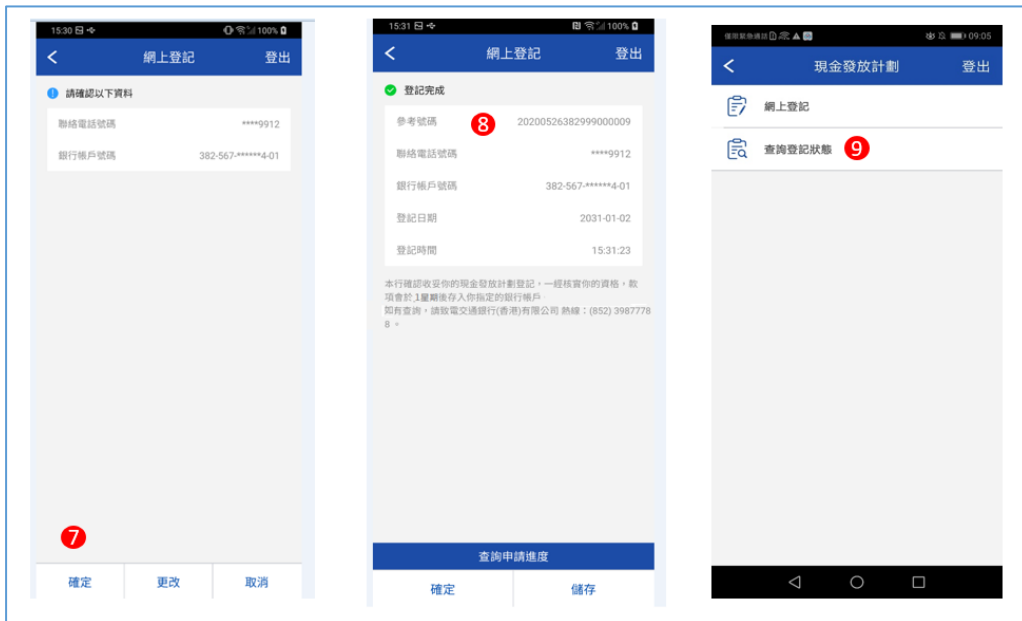 15:30 100%
網上登記 登出
請確認以下資料
聯絡電話號碼 ****9912
銀行帳戶號碼 382-567-******4-01
7
確定 更改 取消
15:31 100%
網上登記 登出
登記完成
參考號碼 8 20200526382999000009
聯絡電話號碼 ****9912
銀行帳戶號碼 382-567-******4-01
登記日期 2031-01-02
登記時間 15:31:23
本行確認收妥你的現金發放計劃登記，一經核實你的資格，款
項會於1星期後存入你指定的銀行帳戶
如有查詢，請致電交通銀行(香港)有限公司 熱線：(852) 3987778
8 。
查詢申請進度
確定 儲存
僅限緊急通話 09:05
現金發放計劃 登出
網上登記
查詢登記狀態 9